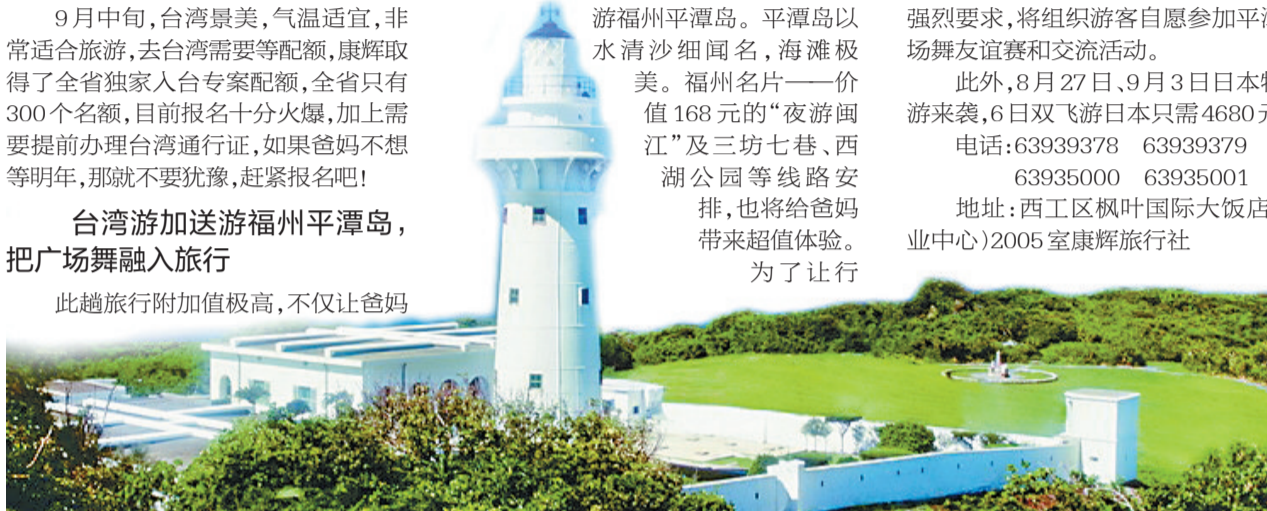 9月中旬,台湾景美,气温适宜,非
常适合旅游,去台湾需要等配额,康辉取
得了全省独家入台专案配额,全省只有
300个名额,目前报名十分火爆,加上需
要提前办理台湾通行证,如果爸妈不想
等明年,那就不要犹豫,赶紧报名吧!
台湾游加送游福州平潭岛,
把广场舞融入旅行
此趟旅行附加值极高,不仅让爸妈
游福州平潭岛。平潭岛以
水清沙细闻名,海滩极
美。福州名片——价
值168元的“夜游闽
江”及三坊七巷、西
湖公园等线路安
排,也将给爸妈
带来超值体验。
为了让行
强烈要求,将组织游客自愿参加平
场舞友谊赛和交流活动。
此外,8月27日、9月3日日本
游来袭,6日双飞游日本只需4680元
电话:63939378 63939379
63935000 63935001
地址:西工区枫叶国际大饭店
业中心)2005室康辉旅行社